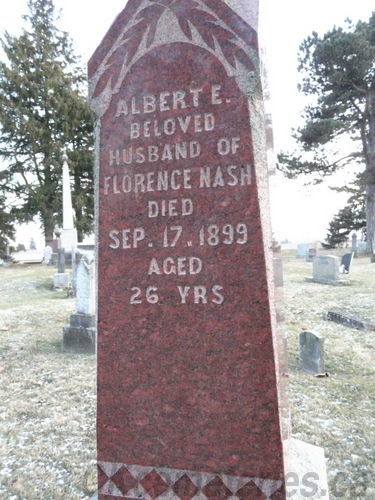 ALBERT E.
BELOVED
HUSBAND OF
FLORENCE NASH
DIED
SEP. 17. 1899
AGED
26 YRS